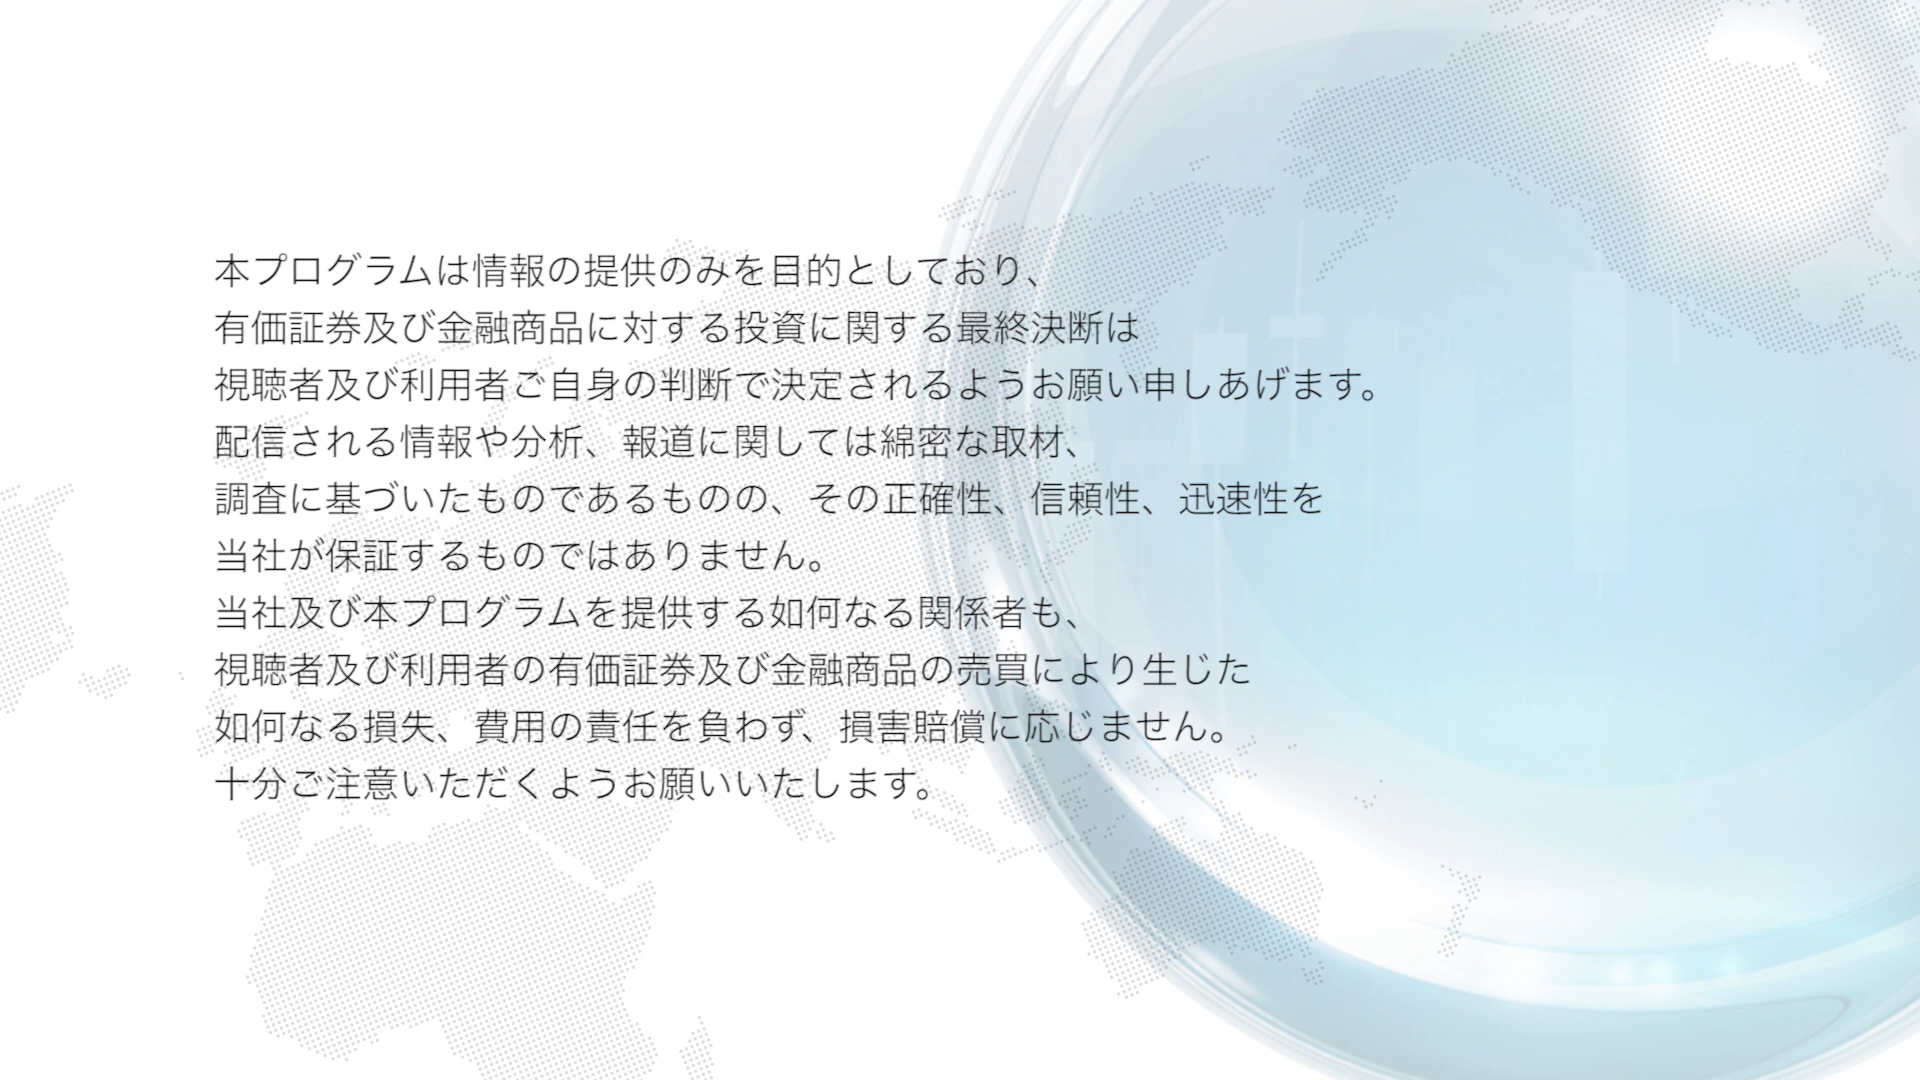 本プログラムは情報の提供のみを目的としており、
有価証券及び金融商品に対する投資に関する最終決断は
視聴者及び利用者ご自身の判断で決定されるようお願い申しあげます。
配信される情報や分析、報道に関しては綿密な取材、
調査に基づいたものであるものの、その正確性、信頼性、迅速性を
当社が保証するものではありません。
当社及び本プログラムを提供する如何なる関係者も、
視聴者及び利用者の有価証券及び金融商品の売買により生じた
如何なる損失、費用の責任を負わず、損害賠償に応じません。
十分ご注意いただくようお願いいたします。